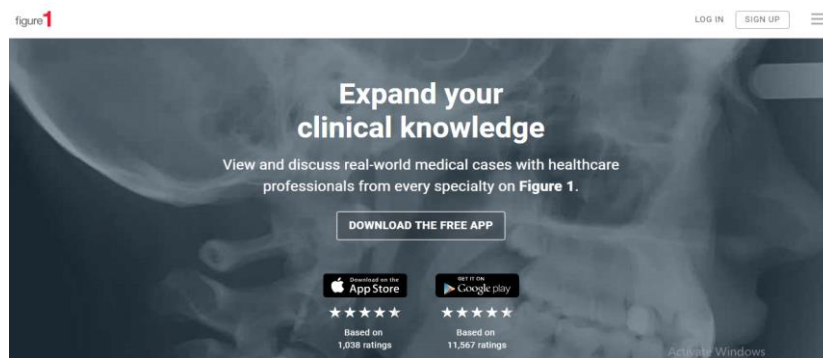 figure1
LOG IN
SIGN UP
Expand your
clinical knowledge
View and discuss real-world medical cases with healthcare
professionals from every specialty on Figure 1.
DOWNLOAD THE FREE APP
Download on the
App Store
GET IT ON
Google play
Based on
1,038 ratings
Based on
11,567 ratings
Activate Windows